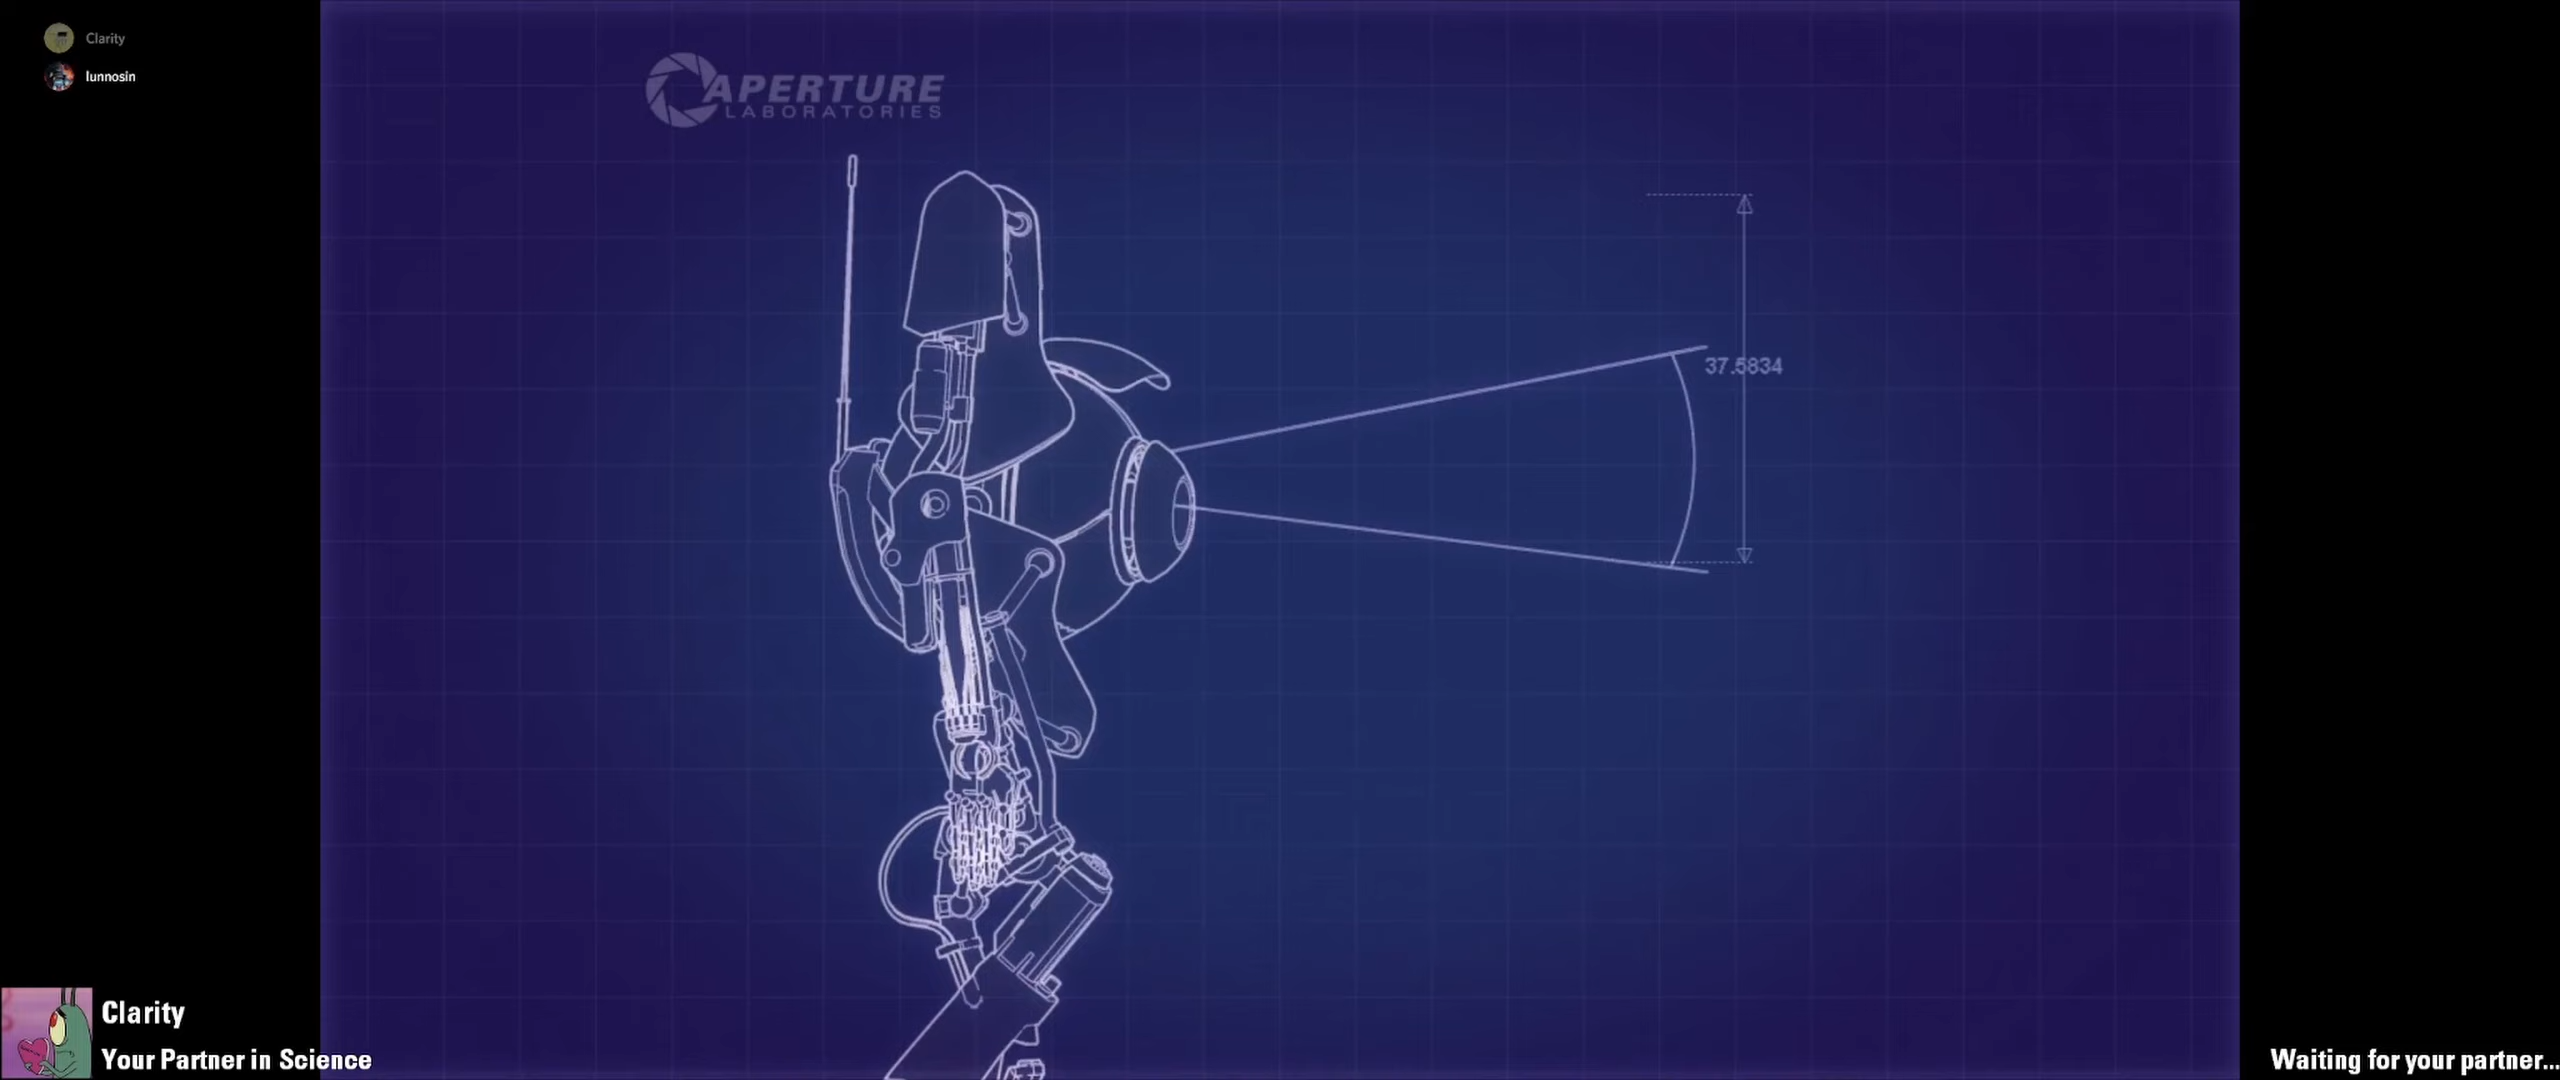 Clarity
lunnosin
APERTURE
LABORATORIES
37.5834
Clarity
Your Partner in Science
Waiting for your partner...